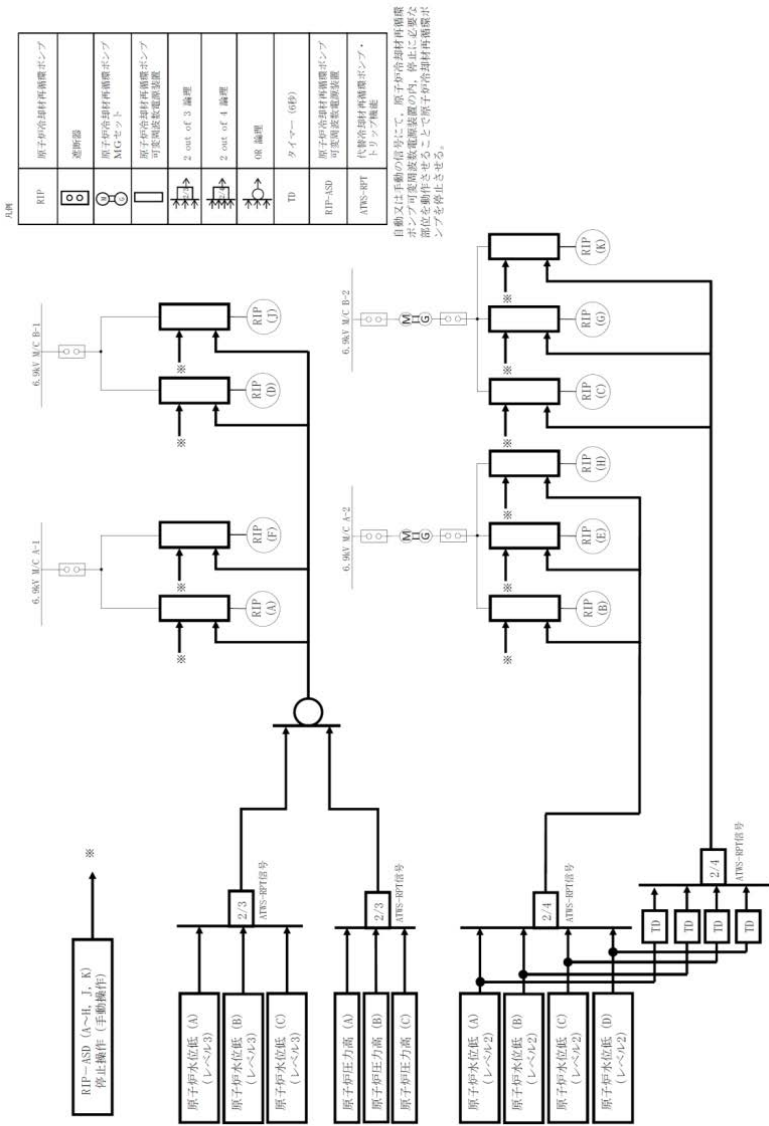 RIP－ASD (A～H, J, K)
停止操作 (手動操作)
※
原子炉水位低 (A)
(レベル3)
原子炉水位低 (B)
(レベル3)
原子炉水位低 (C)
(レベル3)
2/3
ATWS-RPT信号
原子炉圧力高 (A)
原子炉圧力高 (B)
原子炉圧力高 (C)
2/3
ATWS-RPT信号
原子炉水位低 (A)
(レベル2)
原子炉水位低 (B)
(レベル2)
原子炉水位低 (C)
(レベル2)
原子炉水位低 (D)
(レベル2)
2/4
ATWS-RPT信号
TD
TD
TD
TD
2/4
ATWS-RPT信号
6.9kV M/C A-1
※
※
RIP
(A)
RIP
(F)
6.9kV M/C B-1
※
※
RIP
(D)
RIP
(J)
6.9kV M/C A-2
M
G
※
※
※
RIP
(B)
RIP
(E)
RIP
(H)
6.9kV M/C B-2
M
G
※
※
※
RIP
(C)
RIP
(G)
RIP
(K)
凡例
RIP
原子炉冷却材再循環ポンプ
遮断器
M
G
原子炉冷却材再循環ポンプ
MGセット
原子炉冷却材再循環ポンプ
可変周波数電源装置
2 out of 3 論理
2 out of 4 論理
OR 論理
TD
タイマー (6秒)
RIP-ASD
原子炉冷却材再循環ポンプ
可変周波数電源装置
ATWS-RPT
代替冷却材再循環ポンプ・
トリップ機能
自動又は手動の信号にて，原子炉冷却材再循環
ポンプ可変周波数電源装置の内，停止に必要な
部位を動作させることで原子炉冷却材再循環ポ
ンプを停止させる。